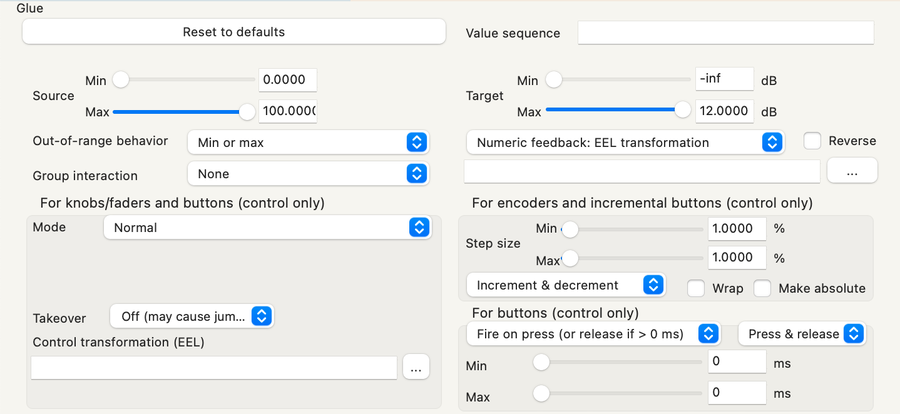 Glue
Reset to defaults
Value sequence
Source
Min
0.0000
Max
100.000
Target
Min
-inf
dB
Max
12.0000
dB
Out-of-range behavior
Min or max
Numeric feedback: EEL transformation
Reverse
Group interaction
None
...
For knobs/faders and buttons (control only)
Mode
Normal
Takeover
Off (may cause jum...
Control transformation (EEL)
...
For encoders and incremental buttons (control only)
Step size
Min
1.0000
%
Max
1.0000
%
Increment & decrement
Wrap
Make absolute
For buttons (control only)
Fire on press (or release if > 0 ms)
Press & release
Min
0
ms
Max
0
ms